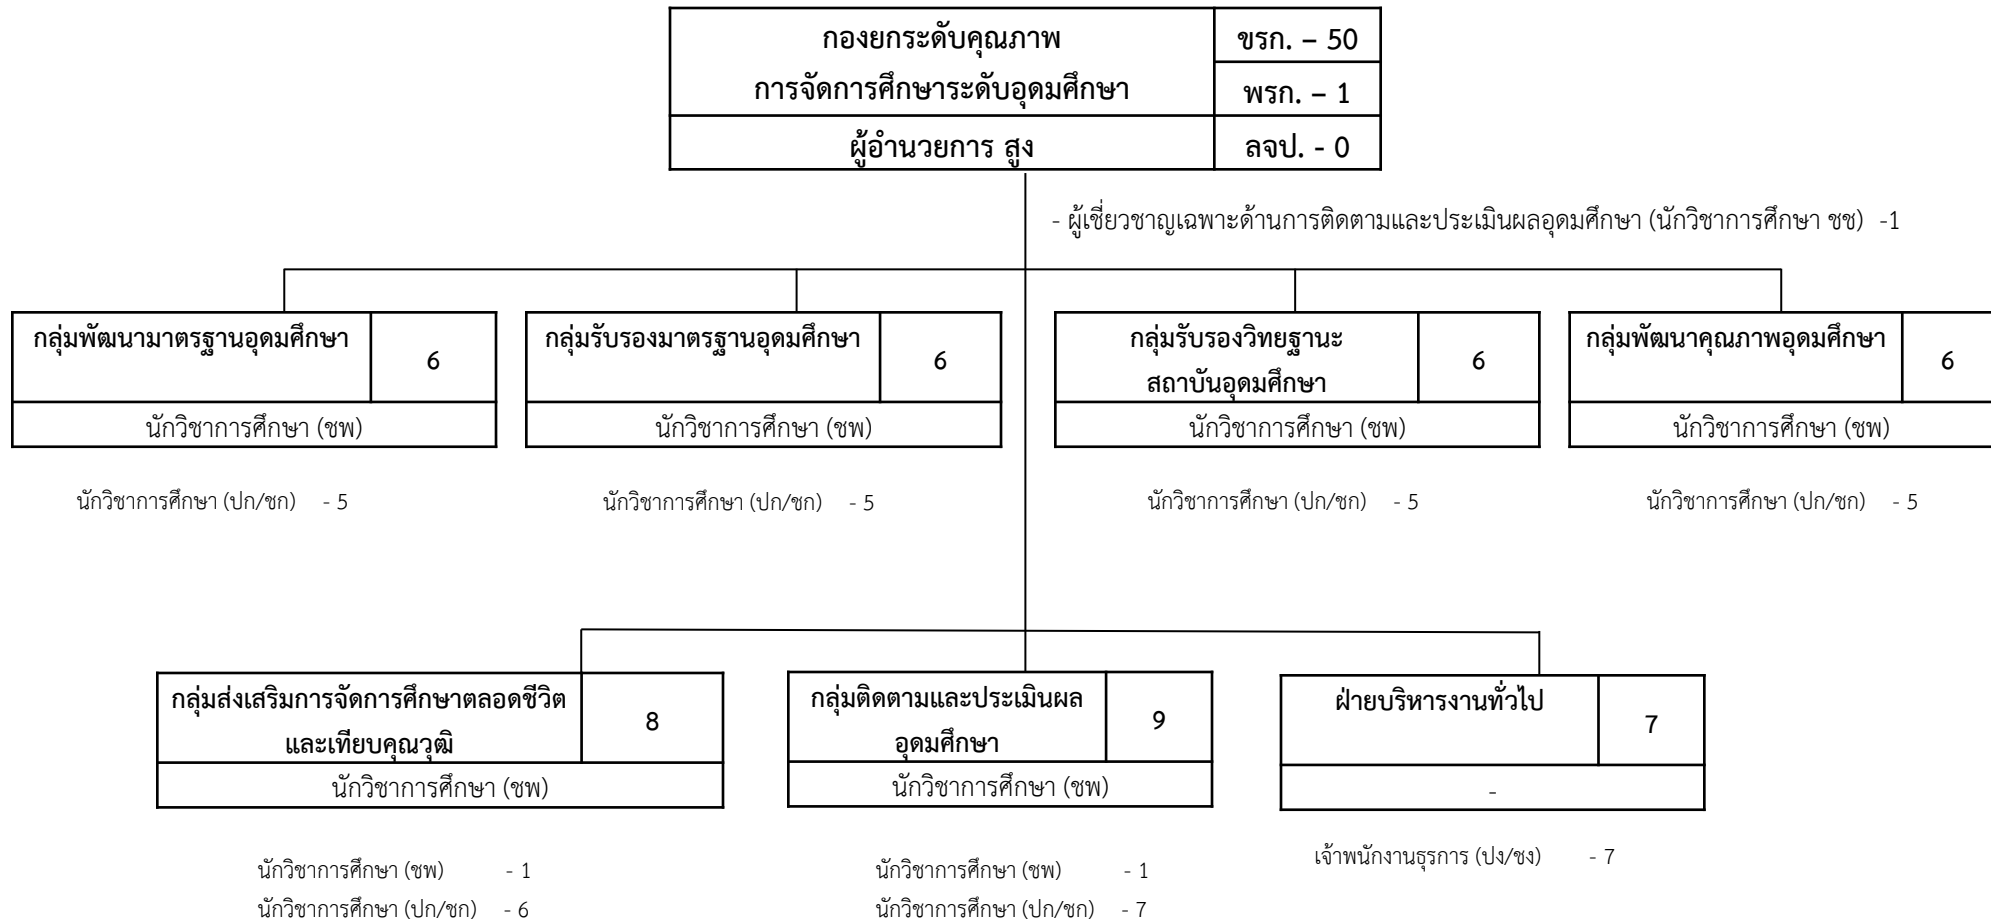 กองยกระดับคุณภาพ
การจัดการศึกษาระดับอุดมศึกษา
ขรก. – 50
พรก. – 1
ผู้อำนวยการ สูง
ลจป. - 0
- ผู้เชี่ยวชาญเฉพาะด้านการติดตามและประเมินผลอุดมศึกษา (นักวิชาการศึกษา ชช) -1
กลุ่มพัฒนามาตรฐานอุดมศึกษา
6
นักวิชาการศึกษา (ชพ)
นักวิชาการศึกษา (ปก/ชก) - 5
กลุ่มรับรองมาตรฐานอุดมศึกษา
6
นักวิชาการศึกษา (ชพ)
นักวิชาการศึกษา (ปก/ชก) - 5
กลุ่มรับรองวิทยฐานะ
สถาบันอุดมศึกษา
6
นักวิชาการศึกษา (ชพ)
นักวิชาการศึกษา (ปก/ชก) - 5
กลุ่มพัฒนาคุณภาพอุดมศึกษา
6
นักวิชาการศึกษา (ชพ)
นักวิชาการศึกษา (ปก/ชก) - 5
กลุ่มส่งเสริมการจัดการศึกษาตลอดชีวิต
และเทียบคุณวุฒิ
8
นักวิชาการศึกษา (ชพ)
นักวิชาการศึกษา (ชพ) - 1
นักวิชาการศึกษา (ปก/ชก) - 6
กลุ่มติดตามและประเมินผล
อุดมศึกษา
9
นักวิชาการศึกษา (ชพ)
นักวิชาการศึกษา (ชพ) - 1
นักวิชาการศึกษา (ปก/ชก) - 7
ฝ่ายบริหารงานทั่วไป
7
-
เจ้าพนักงานธุรการ (ปง/ชง) - 7